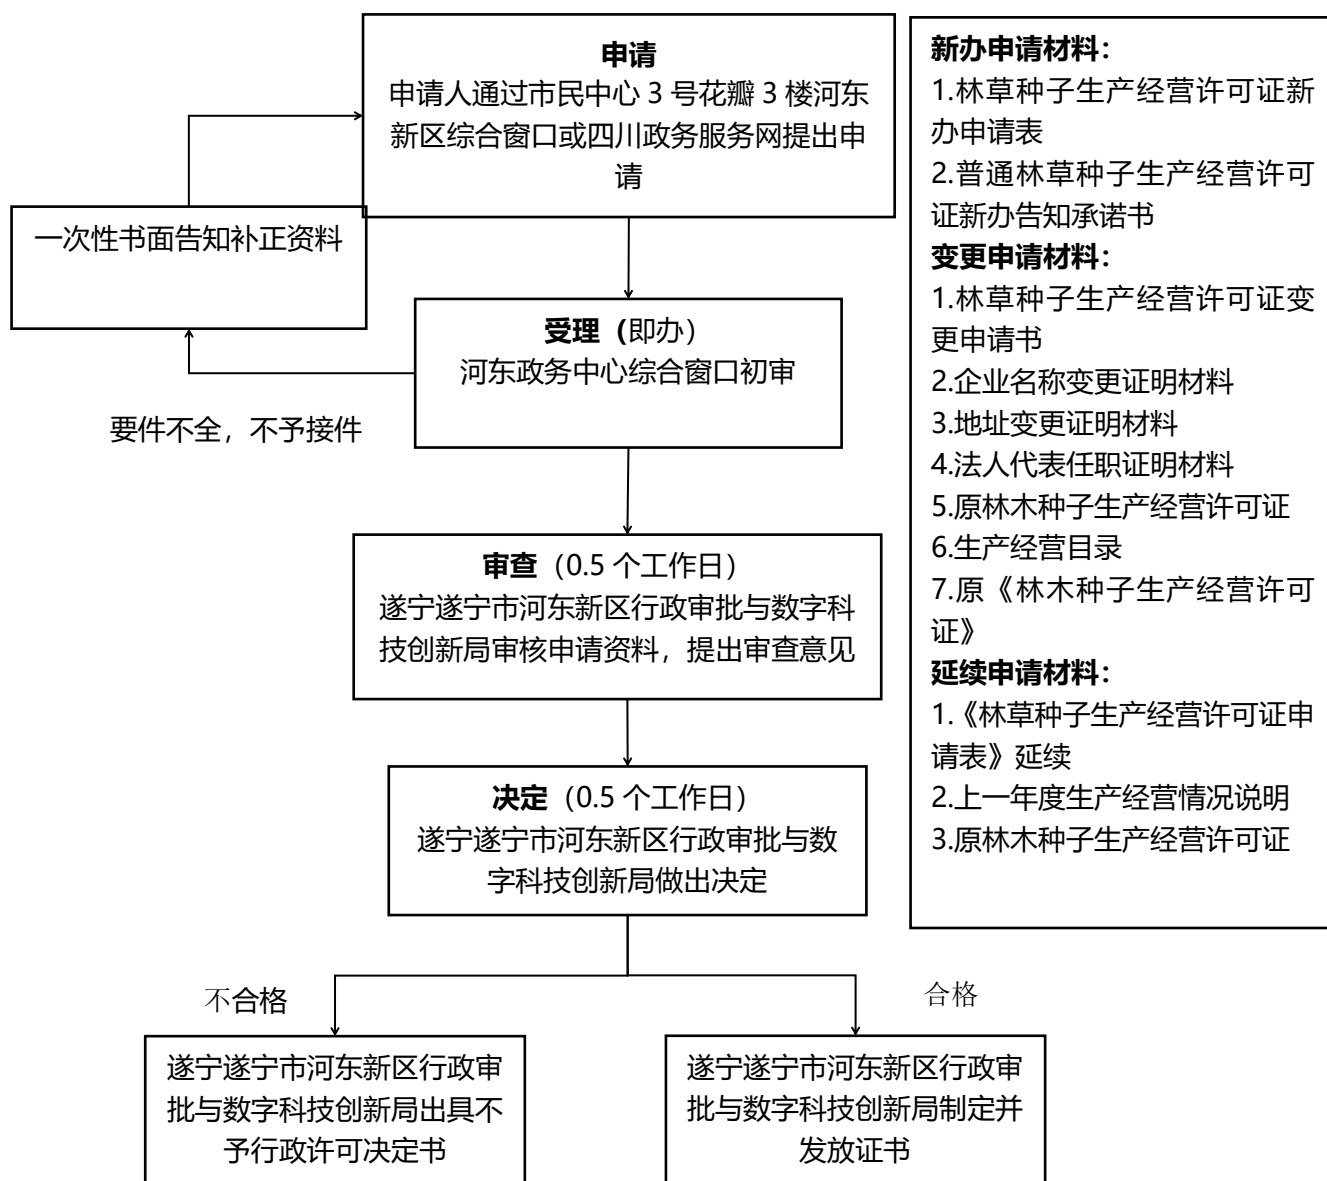 申请
申请人通过市民中心 3 号花瓣 3 楼河东
新区综合窗口或四川政务服务网提出申
请
一次性书面告知补正资料
受理（即办）
河东政务中心综合窗口初审
要件不全，不予接件
审查（0.5 个工作日）
遂宁遂宁市河东新区行政审批与数字科
技创新局审核申请资料，提出审查意见
决定（0.5 个工作日）
遂宁遂宁市河东新区行政审批与数
字科技创新局做出决定
不合格
合格
遂宁遂宁市河东新区行政审
批与数字科技创新局出具不
予行政许可决定书
遂宁遂宁市河东新区行政审
批与数字科技创新局制定并
发放证书
新办申请材料：
1.林草种子生产经营许可证新
办申请表
2.普通林草种子生产经营许可
证新办告知承诺书
变更申请材料：
1.林草种子生产经营许可证变
更申请书
2.企业名称变更证明材料
3.地址变更证明材料
4.法人代表任职证明材料
5.原林木种子生产经营许可证
6.生产经营目录
7.原《林木种子生产经营许可
证》
延续申请材料：
1.《林草种子生产经营许可证申
请表》延续
2.上一年度生产经营情况说明
3.原林木种子生产经营许可证